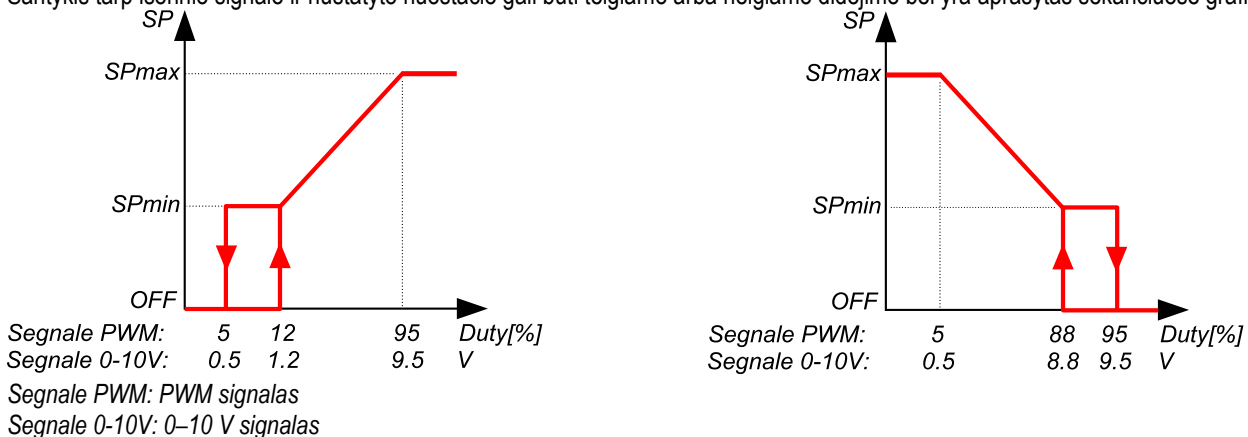 SP
SPmax
SPmin
OFF
Segnale PWM: 5 12 95 Duty[%]
Segnale 0-10V: 0.5 1.2 9.5 V
SP
SPmax
SPmin
OFF
Segnale PWM: 5 88 95 Duty[%]
Segnale 0-10V: 0.5 8.8 9.5 V
Segnale PWM: PWM signalas
Segnale 0-10V: 0–10 V signalas